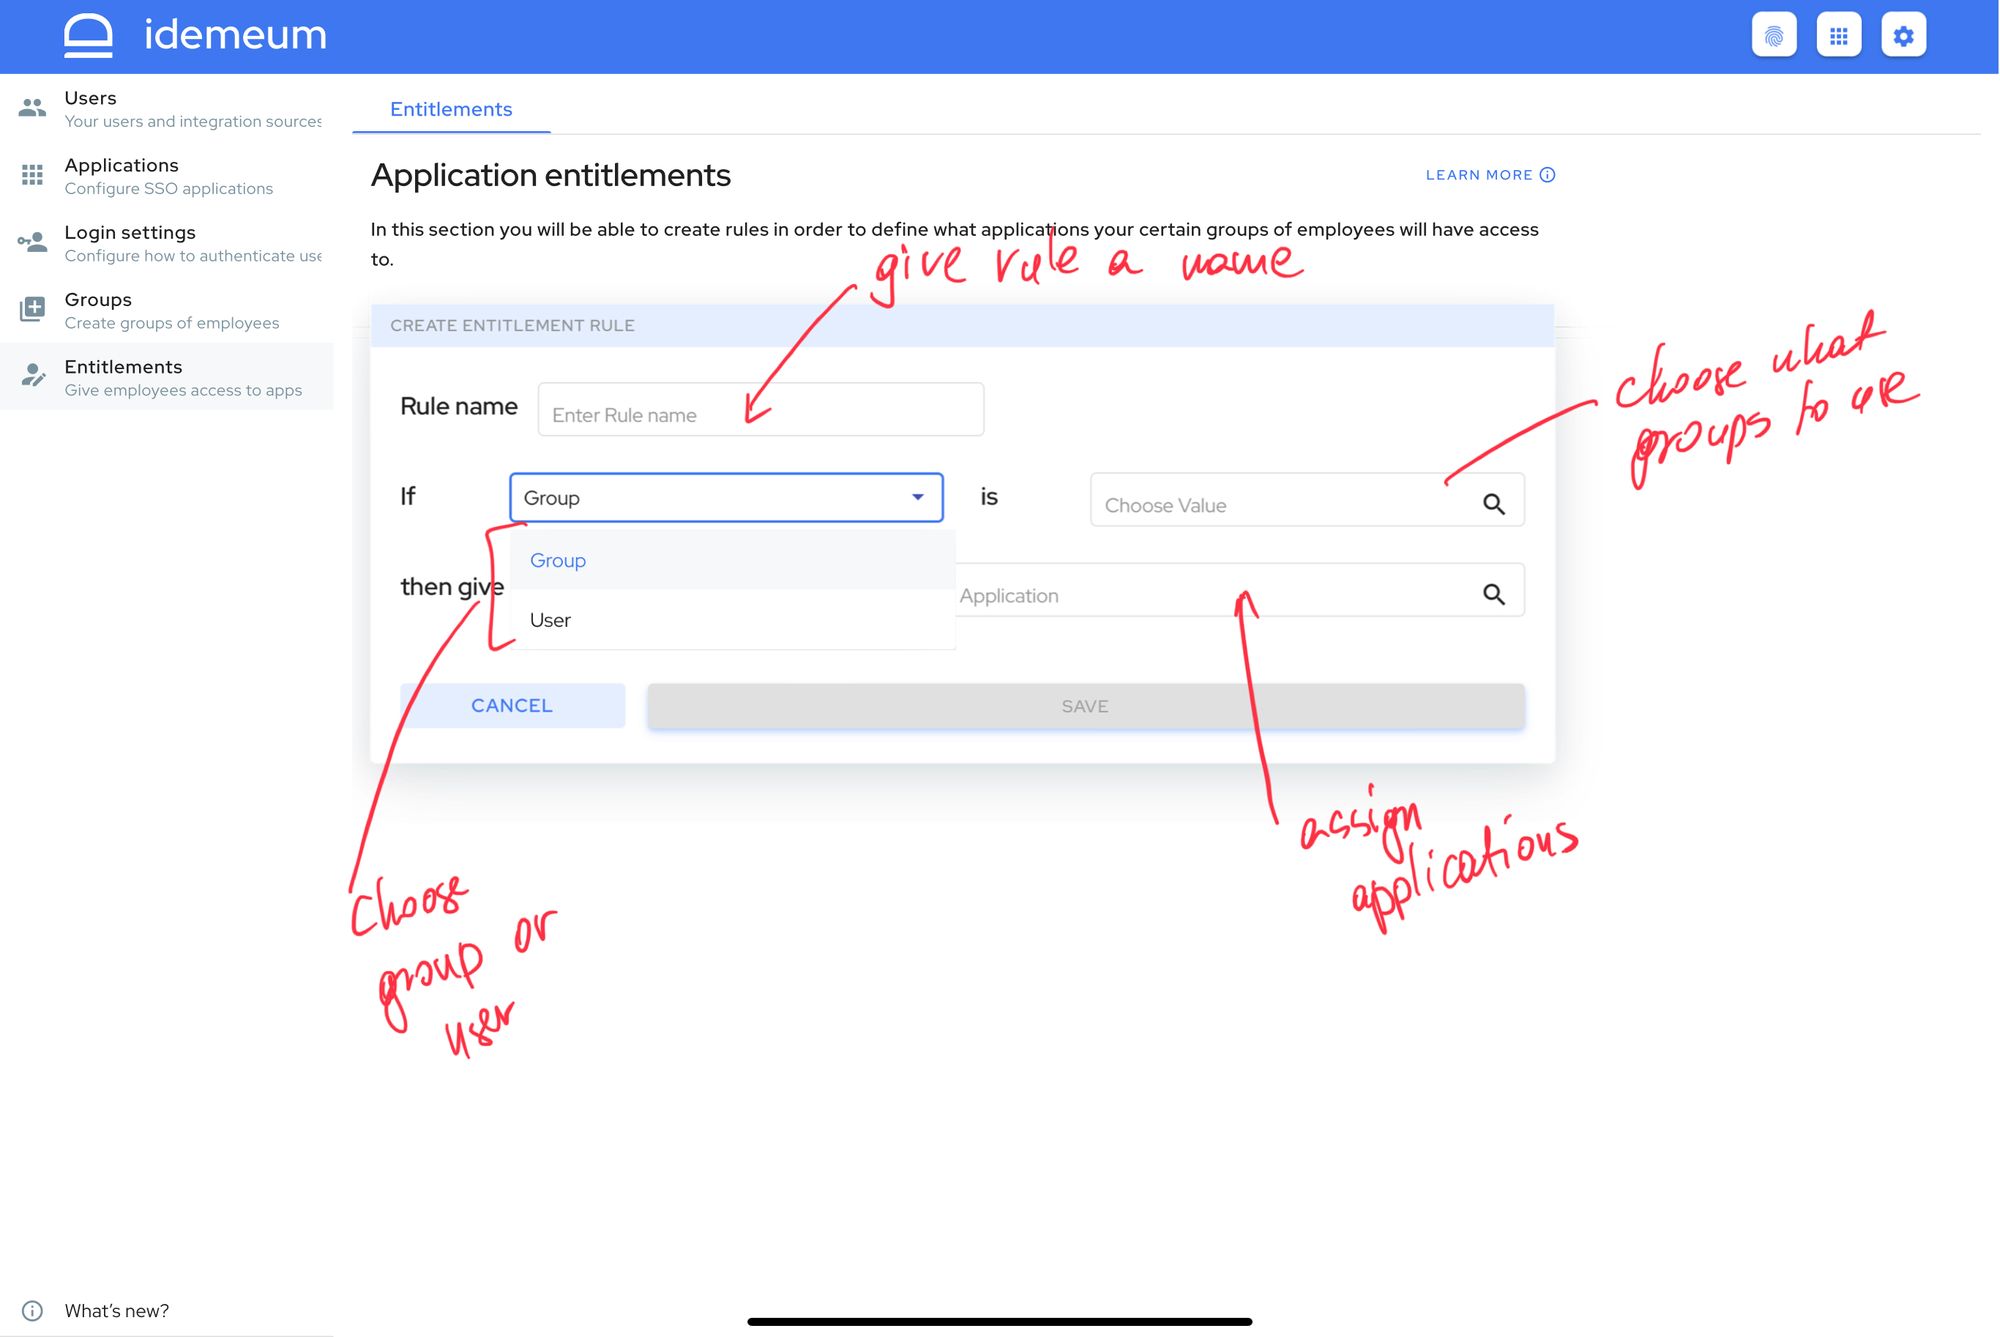 idemeum
Users
Your users and integration sources
Applications
Configure SSO applications
Login settings
Configure how to authenticate use
Groups
Create groups of employees
Entitlements
Give employees access to apps
What's new?
Entitlements
Application entitlements
LEARN MORE
In this section you will be able to create rules in order to define what applications your certain groups of employees will have access
to.
give rule a name
CREATE ENTITLEMENT RULE
Rule name
Enter Rule name
choose what
groups to use
If
Group
is
Choose Value
Group
User
then give
Application
CANCEL
SAVE
assign
applications
Choose
group or
user